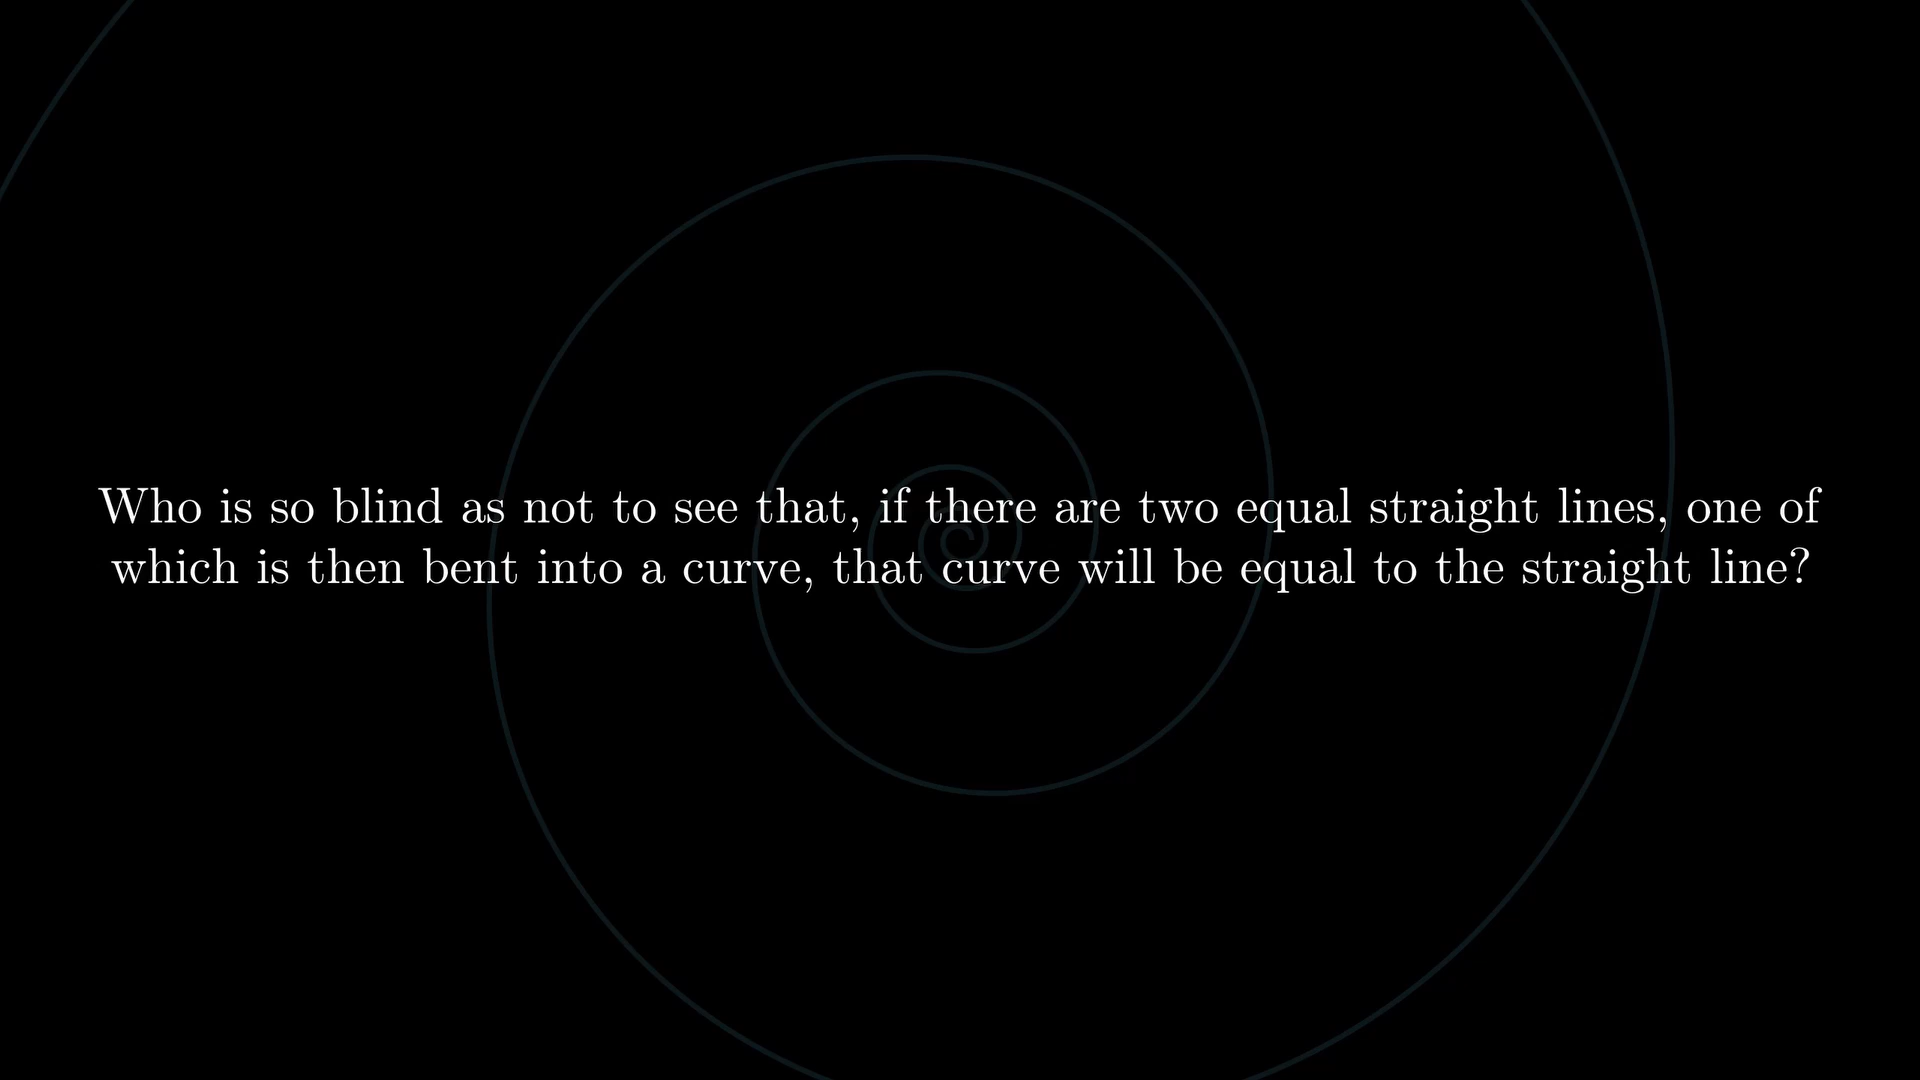 Who is so blind as not to see that, if there are two equal straight lines, one of
which is then bent into a curve, that curve will be equal to the straight line?